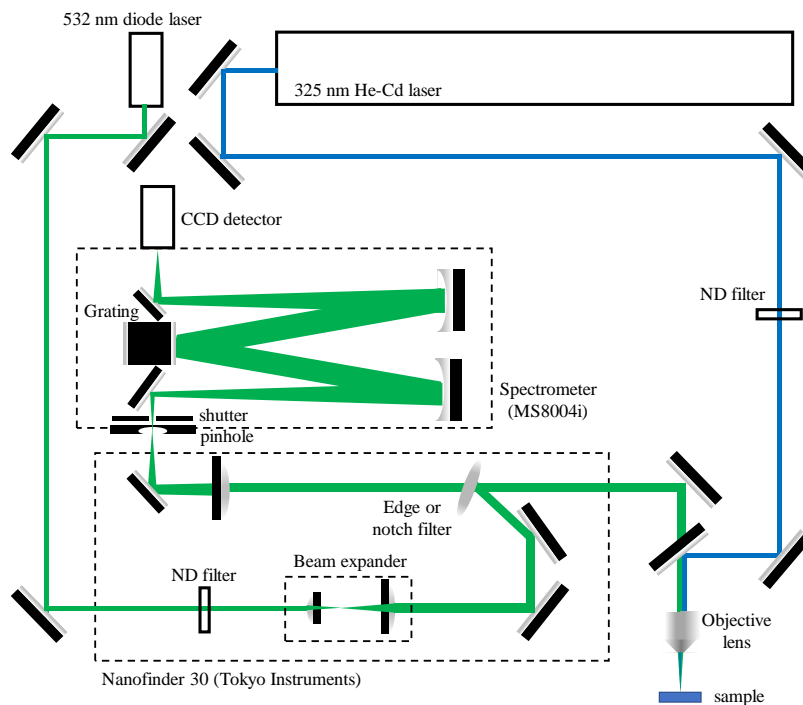 532 nm diode laser
325 nm He-Cd laser
CCD detector
Grating
ND filter
Spectrometer
(MS8004i)
shutter
pinhole
Edge or
notch filter
Beam expander
ND filter
Objective
lens
Nanofinder 30 (Tokyo Instruments)
sample